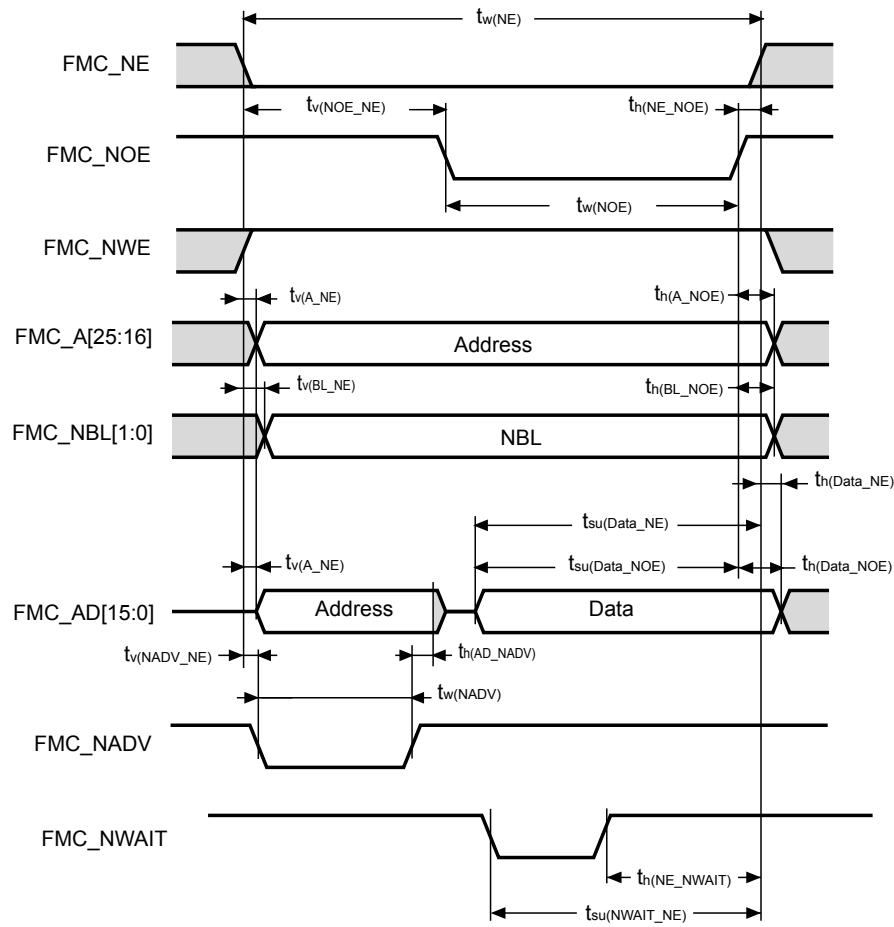 tw(NE)
FMC_NE
tv(NOE_NE)
th(NE_NOE)
FMC_NOE
tw(NOE)
FMC_NWE
tv(A_NE)
th(A_NOE)
FMC_A[25:16]
Address
tv(BL_NE)
th(BL_NOE)
FMC_NBL[1:0]
NBL
th(Data_NE)
tsu(Data_NE)
tv(A_NE)
tsu(Data_NOE)
th(Data_NOE)
FMC_AD[15:0]
Address
Data
tv(NADV_NE)
th(AD_NADV)
tw(NADV)
FMC_NADV
FMC_NWAIT
th(NE_NWAIT)
tsu(NWAIT_NE)